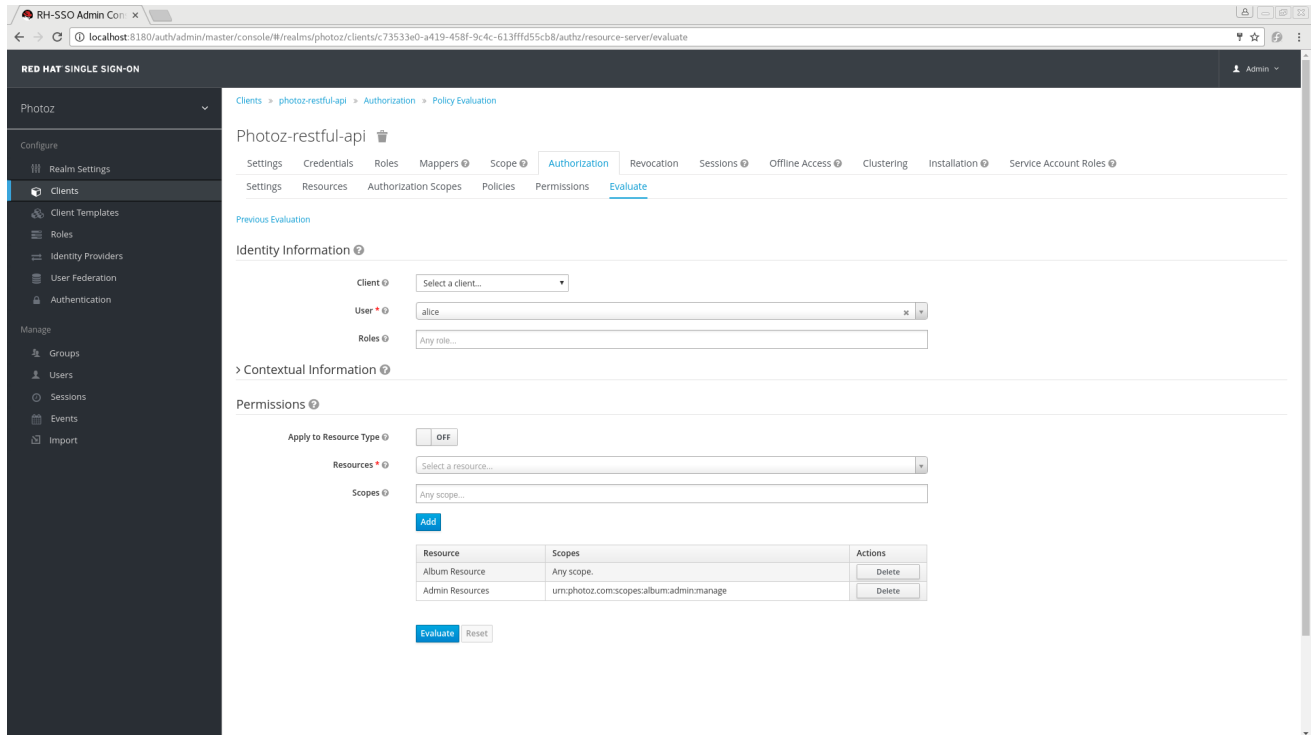 RH-SSO Admin Con
localhost:8180/auth/admin/master/console/#/realms/photoz/clients/c73533e0-a419-458f-9c4c-613fffd55cb8/authz/resource-server/evaluate
RED HAT SINGLE SIGN-ON
Admin
Photoz
Configure
Realm Settings
Clients
Client Templates
Roles
Identity Providers
User Federation
Authentication
Manage
Groups
Users
Sessions
Events
Import
Clients » photoz-restful-api » Authorization » Policy Evaluation
Photoz-restful-api
Settings Credentials Roles Mappers Scope Authorization Revocation Sessions Offline Access Clustering Installation Service Account Roles
Settings Resources Authorization Scopes Policies Permissions Evaluate
Previous Evaluation
Identity Information
Client Select a client...
User * alice
Roles Any role...
Contextual Information
Permissions
Apply to Resource Type OFF
Resources * Select a resource...
Scopes Any scope...
Add
Resource Scopes Actions
Album Resource Any scope. Delete
Admin Resources urn:photoz.com:scopes:album:admin:manage Delete
Evaluate Reset